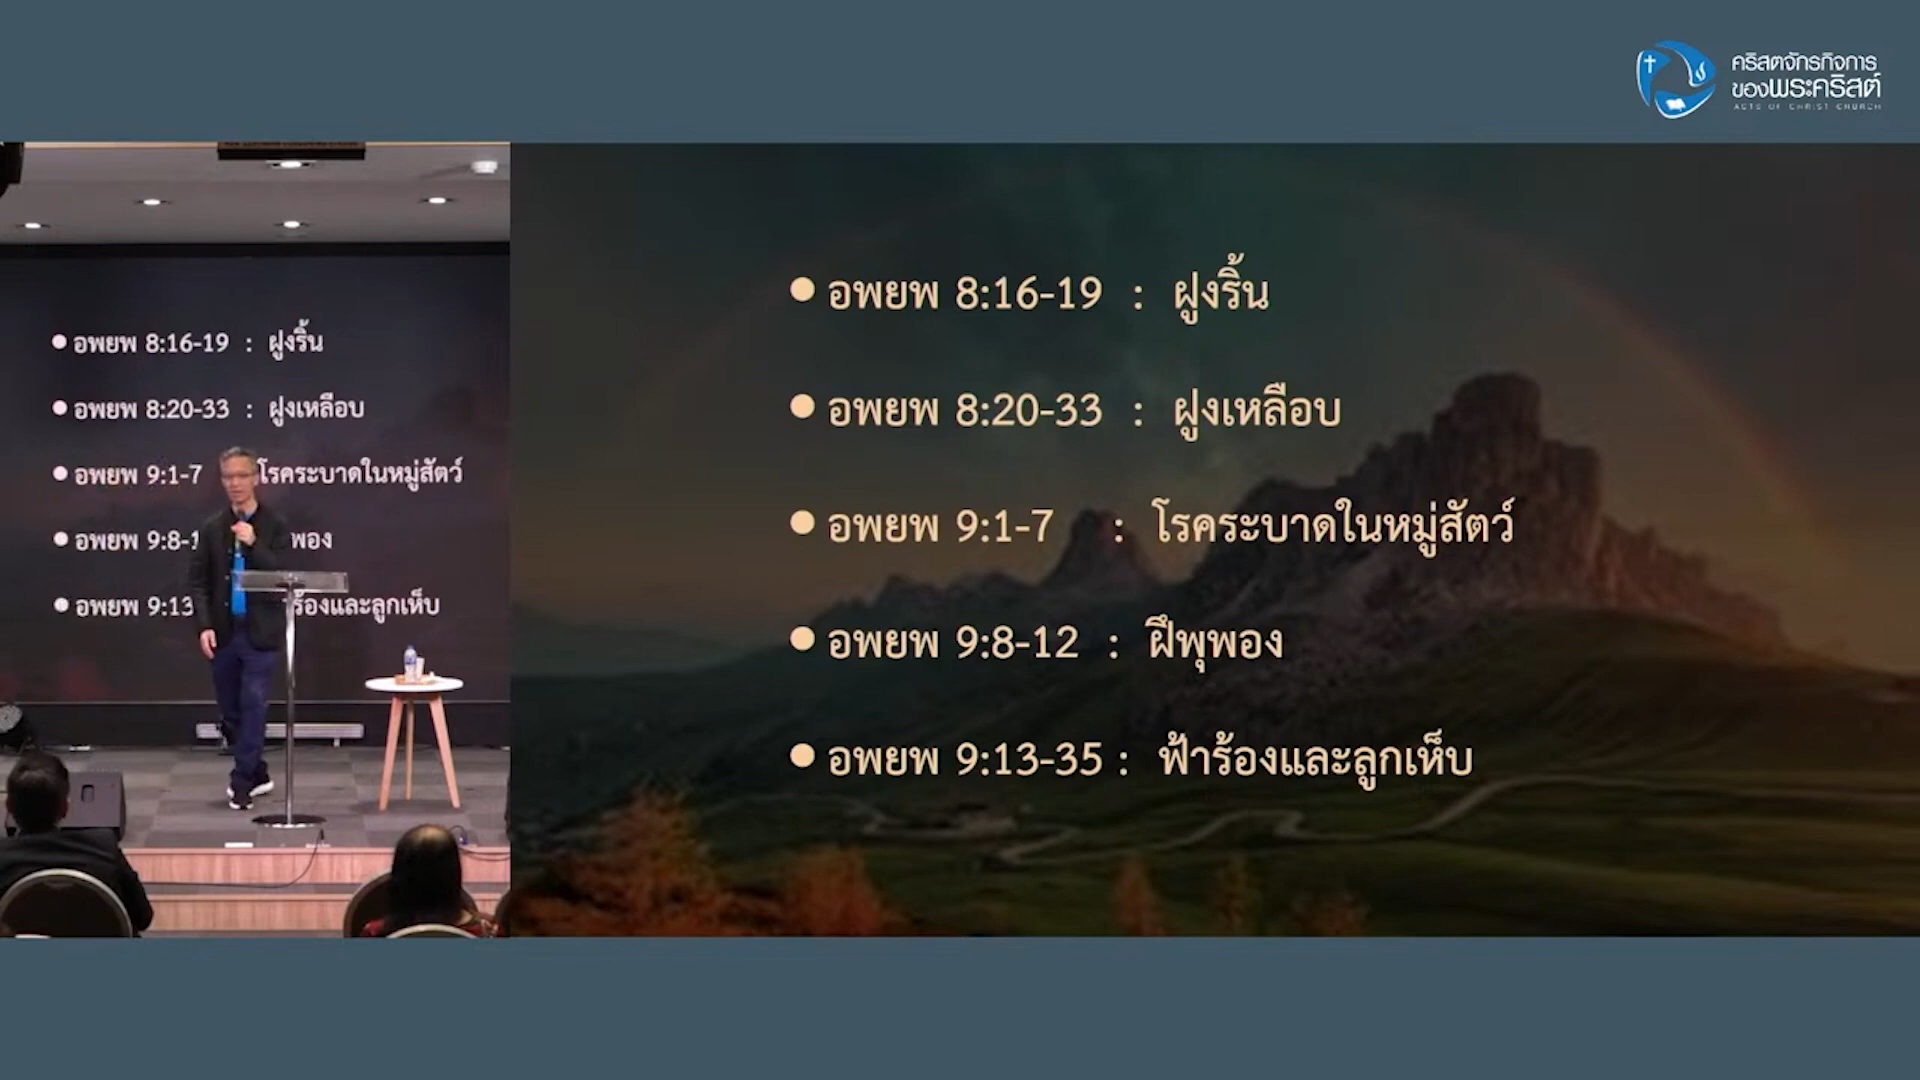 คริสตจักรกิจการ
ของพระคริสต์
ACTS OF CHRIST CHURCH
● อพยพ 8:16-19 : ฝูงริ้น
● อพยพ 8:20-33 : ฝูงเหลือบ
● อพยพ 9:1-7 โรคระบาดในหมู่สัตว์
● อพยพ 9:8-1 พอง
● อพยพ 9:13 ร้องและลูกเห็บ
● อพยพ 8:16-19 : ฝูงริ้น
● อพยพ 8:20-33 : ฝูงเหลือบ
● อพยพ 9:1-7 : โรคระบาดในหมู่สัตว์
● อพยพ 9:8-12 : ฝีพุพอง
● อพยพ 9:13-35 : ฟ้าร้องและลูกเห็บ